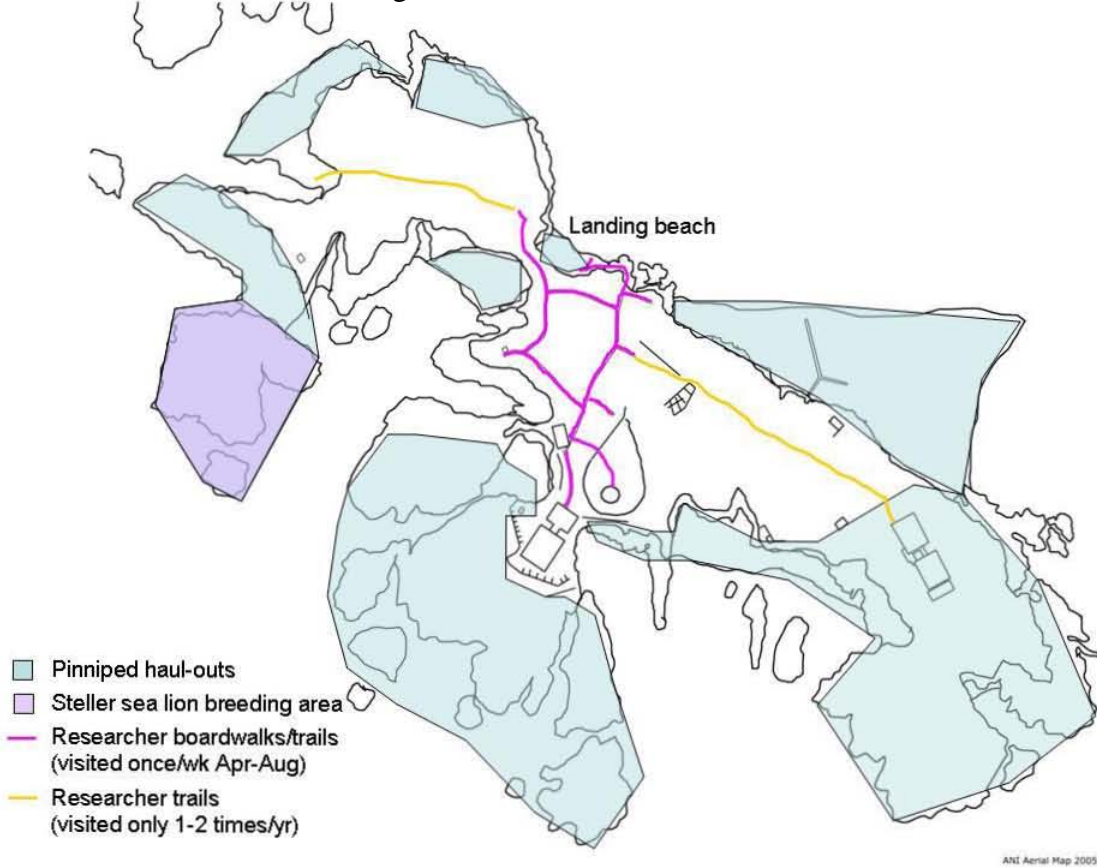 Landing beach
Pinniped haul-outs
Steller sea lion breeding area
Researcher boardwalks/trails
(visited once/wk Apr-Aug)
Researcher trails
(visited only 1-2 times/yr)
ANI Aerial Map 2005